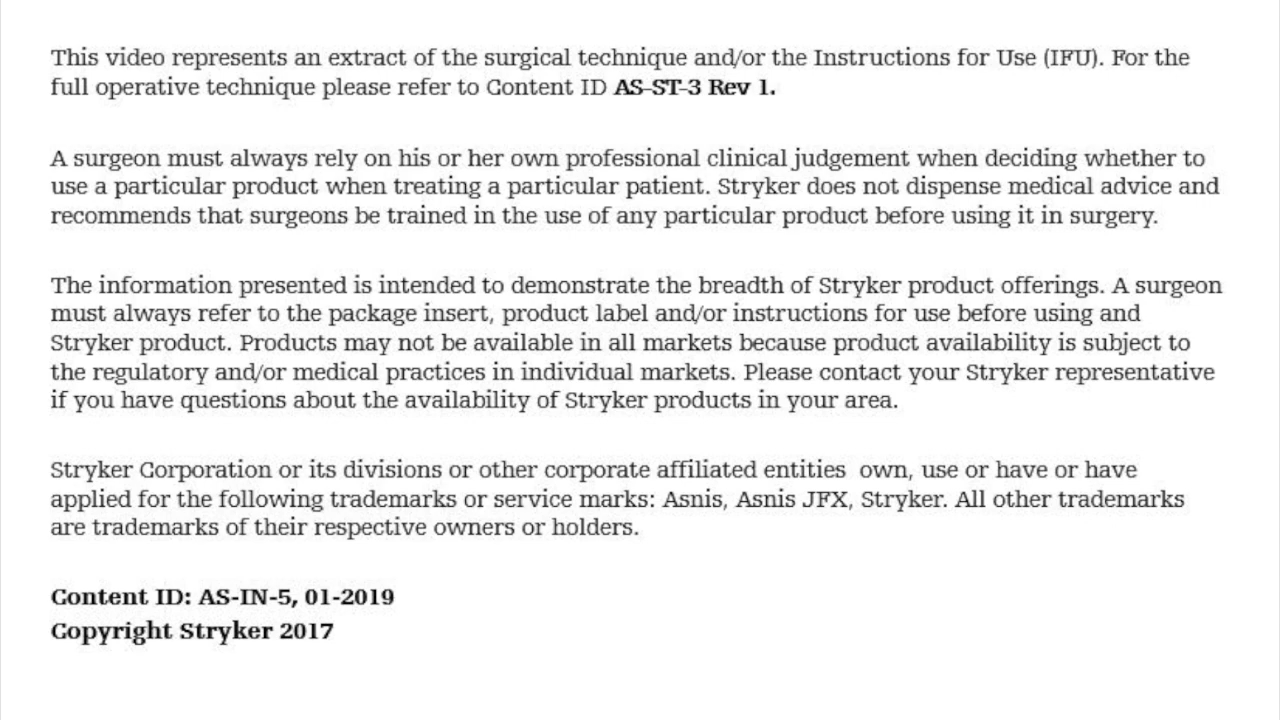 This video represents an extract of the surgical technique and/or the Instructions for Use (IFU). For the
full operative technique please refer to Content ID AS-ST-3 Rev 1.
A surgeon must always rely on his or her own professional clinical judgement when deciding whether to
use a particular product when treating a particular patient. Stryker does not dispense medical advice and
recommends that surgeons be trained in the use of any particular product before using it in surgery.
The information presented is intended to demonstrate the breadth of Stryker product offerings. A surgeon
must always refer to the package insert, product label and/or instructions for use before using and
Stryker product. Products may not be available in all markets because product availability is subject to
the regulatory and/or medical practices in individual markets. Please contact your Stryker representative
if you have questions about the availability of Stryker products in your area.
Stryker Corporation or its divisions or other corporate affiliated entities  own, use or have or have
applied for the following trademarks or service marks: Asnis, Asnis JFX, Stryker. All other trademarks
are trademarks of their respective owners or holders.
Content ID: AS-IN-5, 01-2019
Copyright Stryker 2017